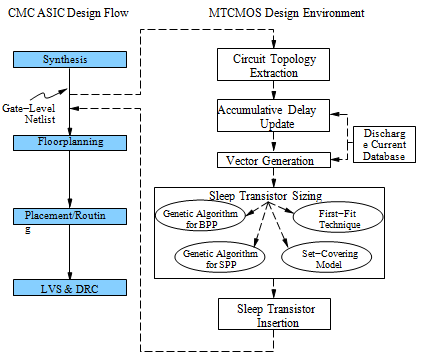 CMC ASIC Design Flow
MTCMOS Design Environment
Synthesis
Gate−Level
Netlist
Floorplanning
Placement/Routin
g
LVS & DRC
Circuit Topology
Extraction
Accumulative Delay
Update
Discharg
e Current
Database
Vector Generation
Sleep Transistor Sizing
Genetic Algorithm
for BPP
First−Fit
Technique
Genetic Algorithm
for SPP
Set−Covering
Model
Sleep Transistor
Insertion